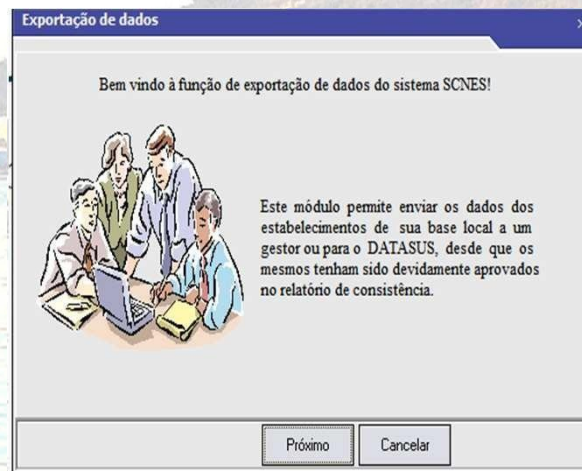 Exportação de dados
Bem vindo à função de exportação de dados do sistema SCNES!
Este módulo permite enviar os dados dos
estabelecimentos de sua base local a um
gestor ou para o DATASUS, desde que os
mesmos tenham sido devidamente aprovados
no relatório de consistência.
Próximo
Cancelar